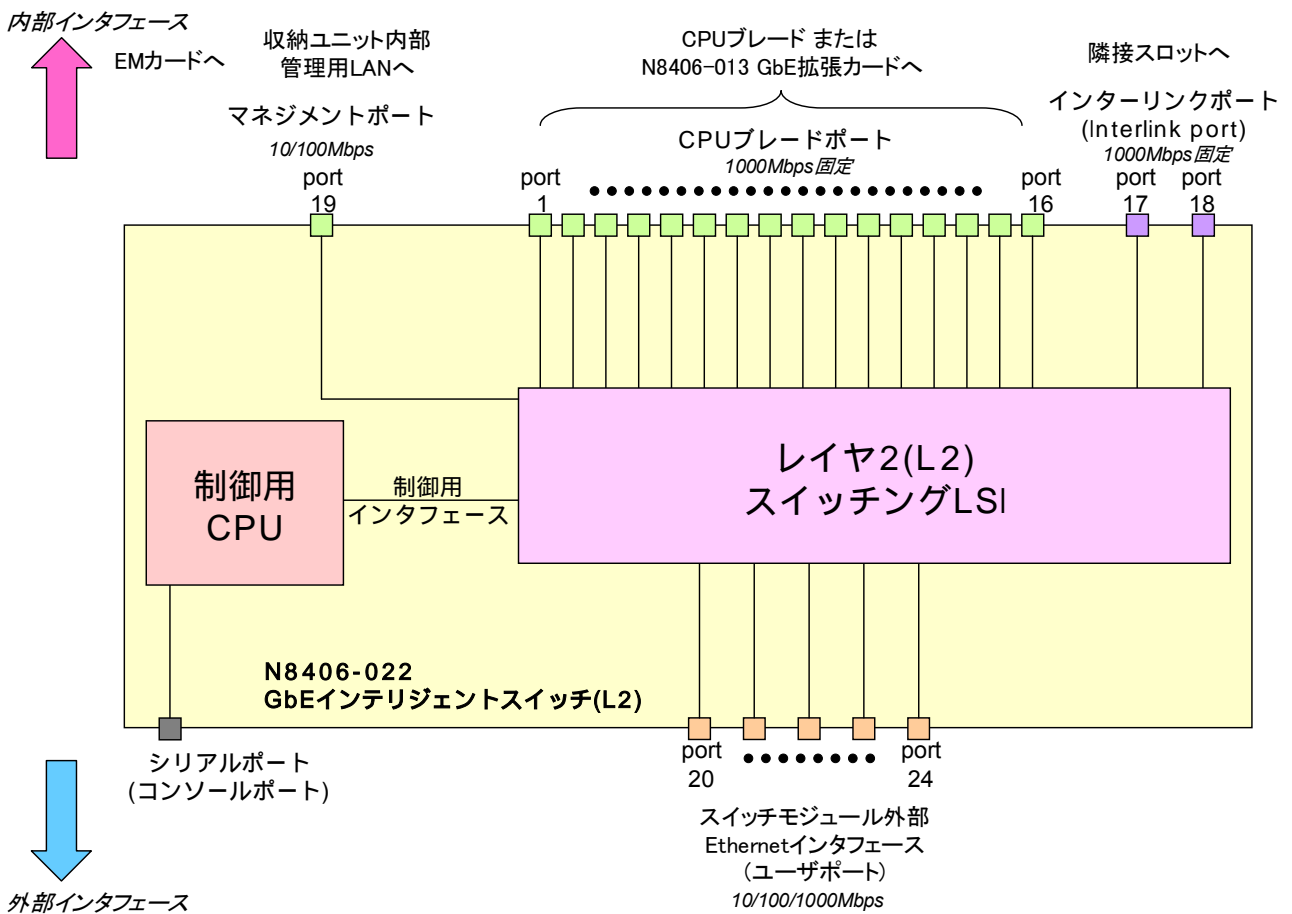 内部インタフェース
EMカードへ
収納ユニット内部
管理用LANへ
マネジメントポート
10/100Mbps
port
19
CPUブレード または
N8406-013 GbE拡張カードへ
CPUブレードポート
1000Mbps固定
port
1
port
16
隣接スロットへ
インターリンクポート
(Interlink port)
1000Mbps固定
port
17
port
18
制御用
CPU
制御用
インタフェース
レイヤ2(L2)
スイッチングLSI
N8406-022
GbEインテリジェントスイッチ(L2)
シリアルポート
(コンソールポート)
port
20
port
24
スイッチモジュール外部
Ethernetインタフェース
(ユーザポート)
10/100/1000Mbps
外部インタフェース